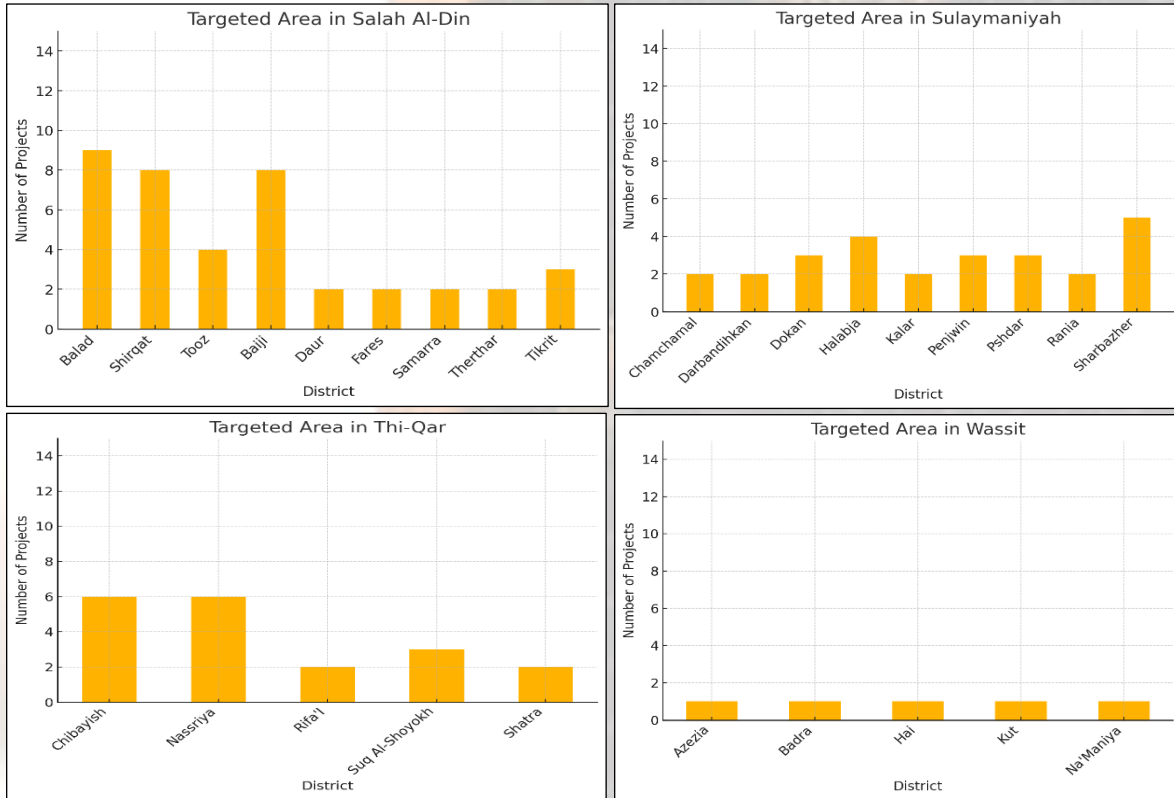 Targeted Area in Salah Al-Din
Number of Projects
14
12
10
8
6
4
2
0
Balad
Shirqat
Tooz
Baiji
Daur
Fares
Samarra
Therthar
Tikrit
District
Targeted Area in Sulaymaniyah
Number of Projects
14
12
10
8
6
4
2
0
Chamchamal
Darbandihkan
Dokan
Halabja
Kalar
Penjwin
Pshdar
Rania
Sharbazher
District
Targeted Area in Thi-Qar
Number of Projects
14
12
10
8
6
4
2
0
Chibayish
Nassriya
Rifa'l
Suq Al-Shoyokh
Shatra
District
Targeted Area in Wassit
Number of Projects
14
12
10
8
6
4
2
0
Azezia
Badra
Hai
Kut
Na'Maniya
District